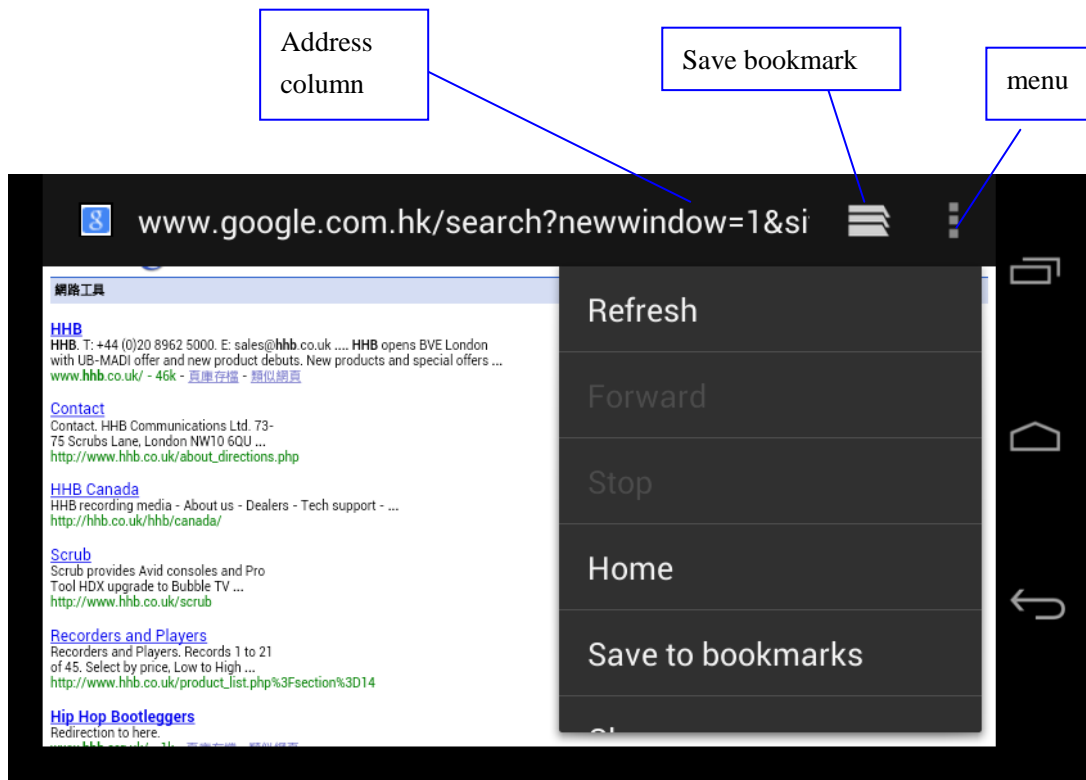 Address
column
Save bookmark
menu
8 www.google.com.hk/search?newwindow=1&si
網路工具
HHB
HHB. T: +44 (0)20 8962 5000. E: sales@hhb.co.uk .... HHB opens BVE London
with UB-MADI offer and new product debuts. New products and special offers ...
www.hhb.co.uk/ - 46k - 頁庫存檔 - 類似網頁
Contact
Contact. HHB Communications Ltd. 73-
75 Scrubs Lane, London NW10 6QU ...
http://www.hhb.co.uk/about_directions.php
HHB Canada
HHB recording media - About us - Dealers - Tech support - ...
http://hhb.co.uk/hhb/canada/
Scrub
Scrub provides Avid consoles and Pro
Tool HDX upgrade to Bubble TV ...
http://www.hhb.co.uk/scrub
Recorders and Players
Recorders and Players. Records 1 to 21
of 45. Select by price, Low to High ...
http://www.hhb.co.uk/product_list.php%3Fsection%3D14
Hip Hop Bootleggers
Redirection to here.
Refresh
Forward
Stop
Home
Save to bookmarks